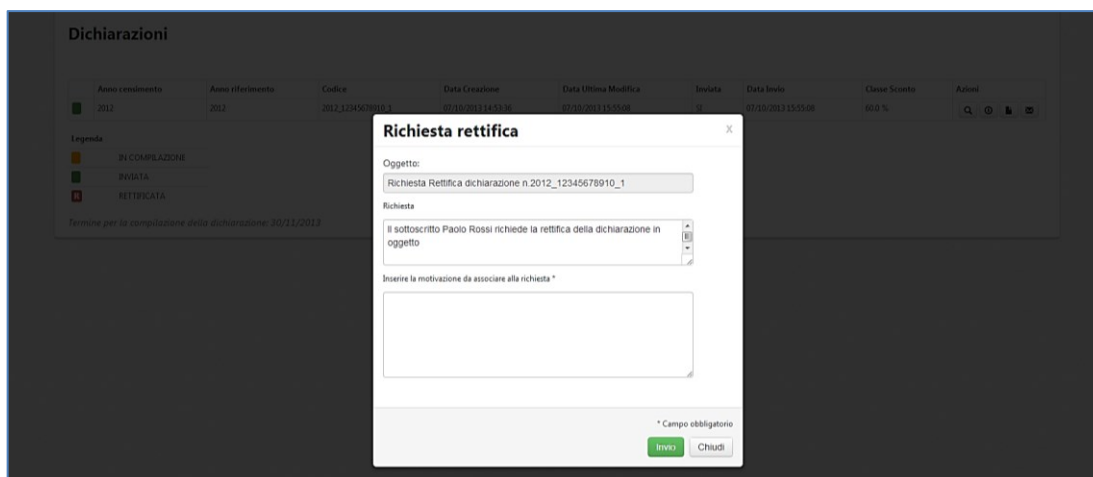 Dichiarazioni
Anno censimento Anno riferimento Codice Data Creazione Data Ultima Modifica Inviata Data Invio Classe Sconto Azioni
2012 2012 2012_12345678910_1 07/10/2013 14:53:36 07/10/2013 15:55:08 SI 07/10/2013 15:55:08 60.0 %
Legenda
IN COMPILAZIONE
INVIATA
R RETTIFICATA
Termine per la compilazione della dichiarazione: 30/11/2013
Richiesta rettifica X
Oggetto:
Richiesta Rettifica dichiarazione n.2012_12345678910_1
Richiesta
Il sottoscritto Paolo Rossi richiede la rettifica della dichiarazione in
oggetto
Inserire la motivazione da associare alla richiesta *
* Campo obbligatorio
Invio Chiudi